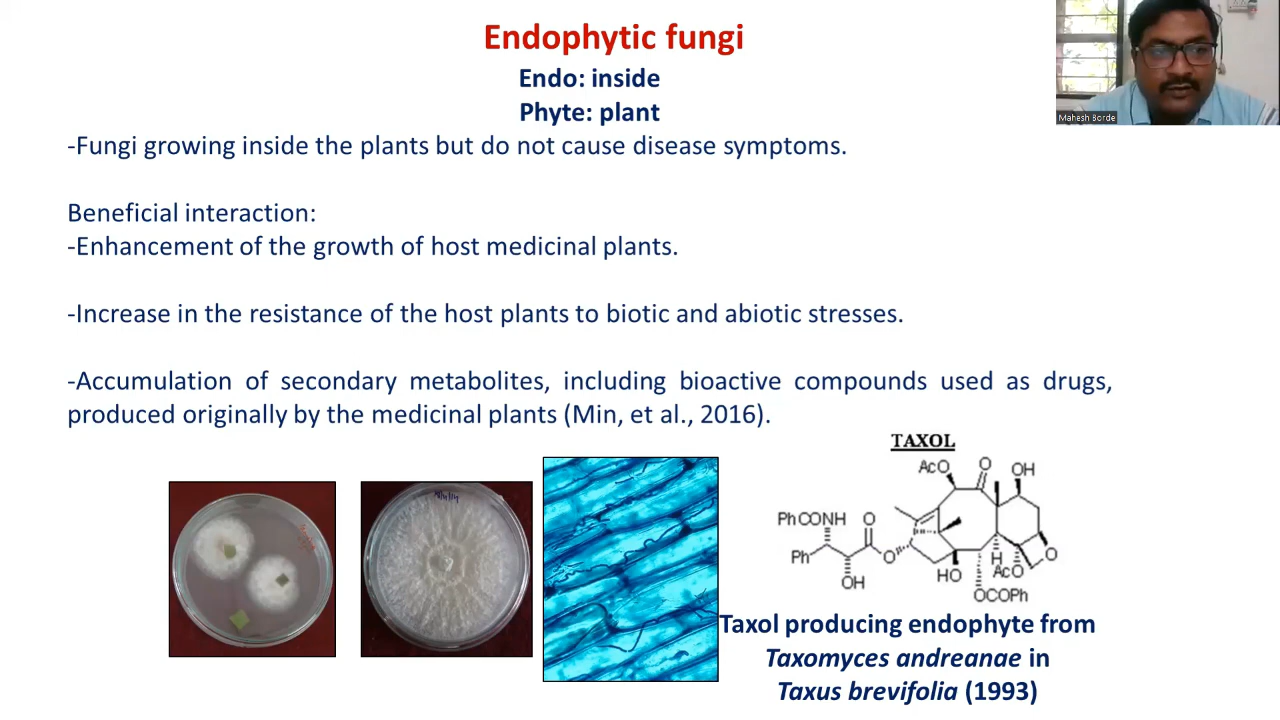 Endophytic fungi
Endo: inside
Phyte: plant
Mahesh Borde
-Fungi growing inside the plants but do not cause disease symptoms.
Beneficial interaction:
-Enhancement of the growth of host medicinal plants.
-Increase in the resistance of the host plants to biotic and abiotic stresses.
-Accumulation of secondary metabolites, including bioactive compounds used as drugs,
produced originally by the medicinal plants (Min, et al., 2016).
TAXOL
AcO
O
OH
PhCONH
O
Ph
O
OH
HO
H
AcO
O
OCOPh
Taxol producing endophyte from
Taxomyces andreanae in
Taxus brevifolia (1993)